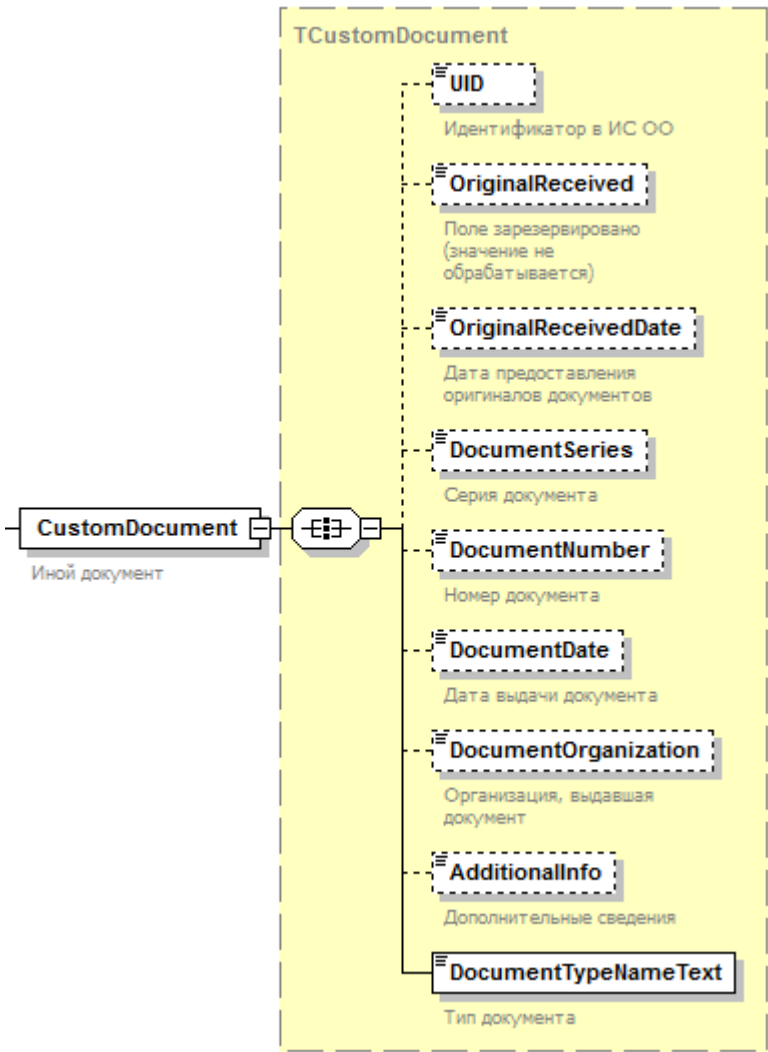 TCustomDocument
UID
Идентификатор в ИС ОО
OriginalReceived
Поле зарезервировано
(значение не
обрабатывается)
OriginalReceivedDate
Дата предоставления
оригиналов документов
DocumentSeries
Серия документа
CustomDocument
Иной документ
DocumentNumber
Номер документа
DocumentDate
Дата выдачи документа
DocumentOrganization
Организация, выдавшая
документ
AdditionalInfo
Дополнительные сведения
DocumentTypeNameText
Тип документа